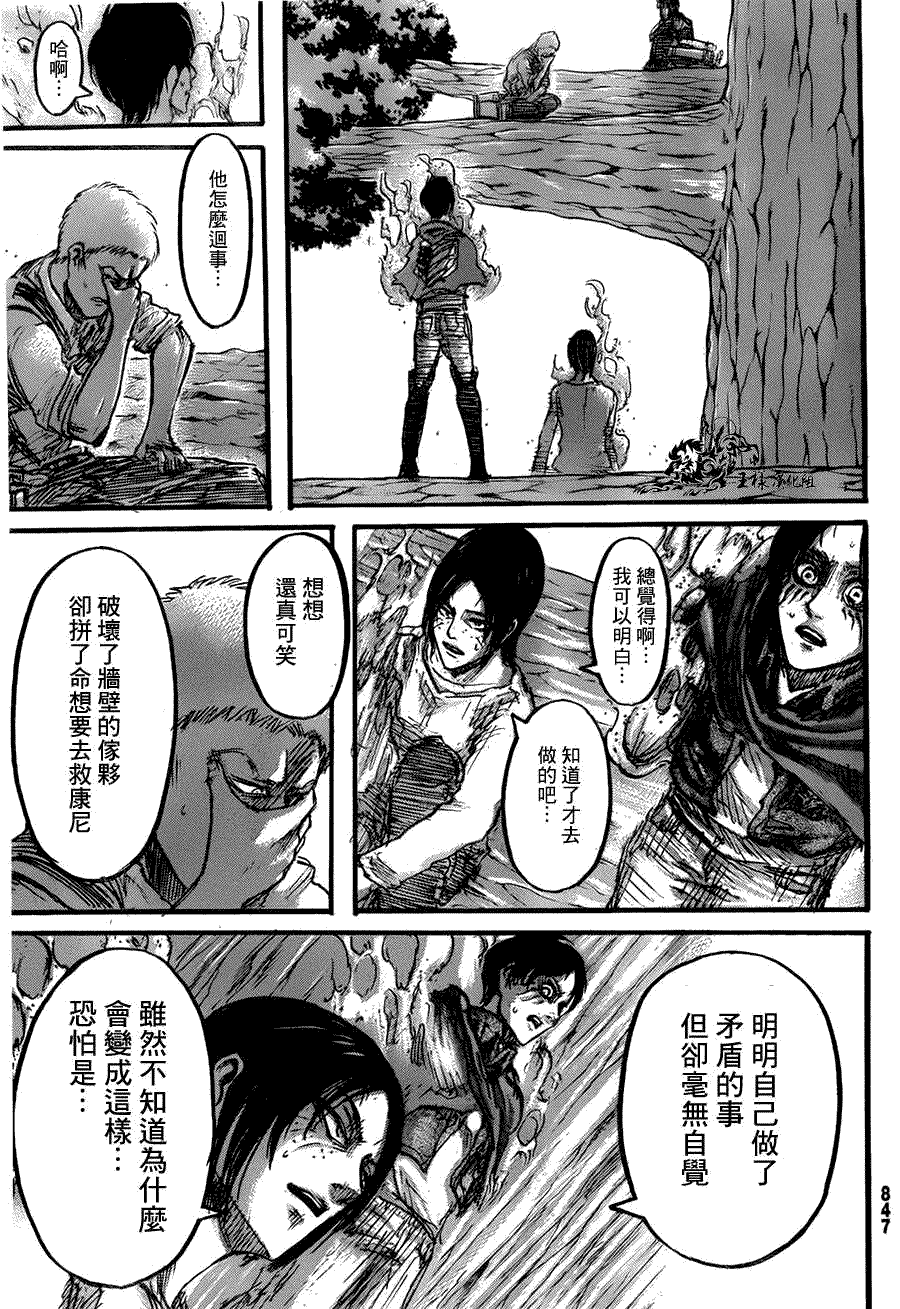 哈啊…
他怎麼迴事…
總覺得啊…
我可以明白…
知道了才去
做的吧…
想想
還真可笑
破壞了牆壁的傢夥
卻拼了命想要去救康尼
明明自己做了
矛盾的事
但卻毫無自覺
雖然不知道為什麼
會變成這樣…
恐怕是…
847